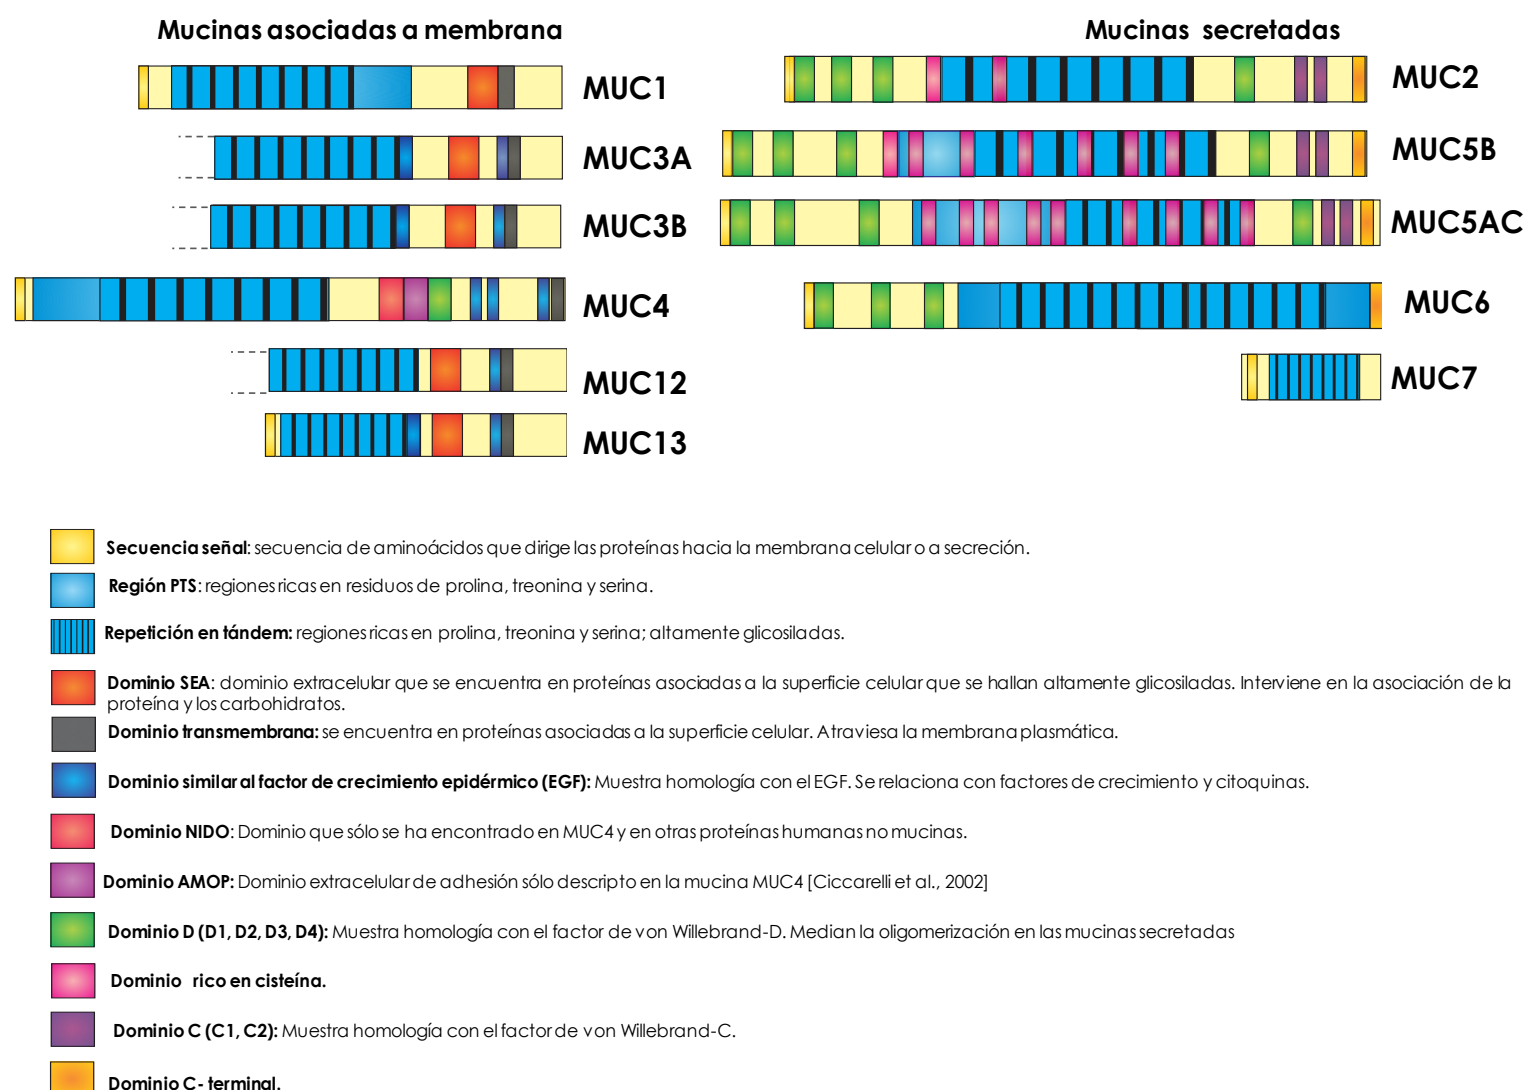 Mucinas asociadas a membrana
MUC1
MUC3A
MUC3B
MUC4
MUC12
MUC13
Mucinas secretadas
MUC2
MUC5B
MUC5AC
MUC6
MUC7
Secuencia señal: secuencia de aminoácidos que dirige las proteínas hacia la membrana celular o a secreción.
Región PTS: regiones ricas en residuos de prolina, treonina y serina.
Repetición en tándem: regiones ricas en prolina, treonina y serina; altamente glicosiladas.
Dominio SEA: dominio extracelular que se encuentra en proteínas asociadas a la superficie celular que se hallan altamente glicosiladas. Interviene en la asociación de la
proteína y los carbohidratos.
Dominio transmembrana: se encuentra en proteínas asociadas a la superficie celular. Atraviesa la membrana plasmática.
Dominio similar al factor de crecimiento epidérmico (EGF): Muestra homología con el EGF. Se relaciona con factores de crecimiento y citoquinas.
Dominio NIDO: Dominio que sólo se ha encontrado en MUC4 y en otras proteínas humanas no mucinas.
Dominio AMOP: Dominio extracelular de adhesión sólo descripto en la mucina MUC4 [Ciccarelli et al., 2002]
Dominio D (D1, D2, D3, D4): Muestra homología con el factor de von Willebrand-D. Median la oligomerización en las mucinas secretadas
Dominio rico en cisteína.
Dominio C (C1, C2): Muestra homología con el factor de von Willebrand-C.
Dominio C- terminal.